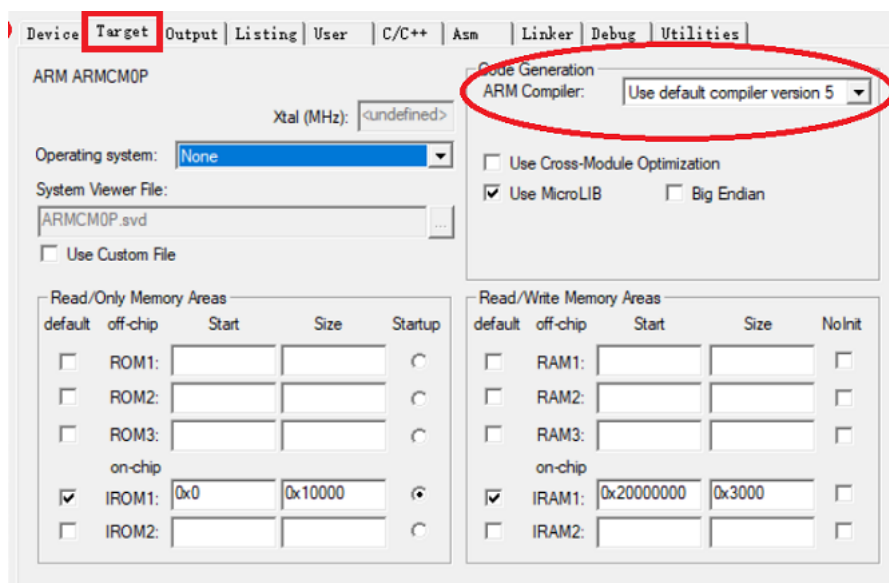 Device Target Output Listing User C/C++ Asm Linker Debug Utilities
ARM ARMCM0P
Xtal (MHz): <undefined>
Operating system: None
System Viewer File:
ARMCM0P.svd
...
Use Custom File
Code Generation
ARM Compiler: Use default compiler version 5
Use Cross-Module Optimization
Use MicroLIB Big Endian
Read/Only Memory Areas
default off-chip Start Size Startup
ROM1:
ROM2:
ROM3:
on-chip
IROM1: 0x0 0x10000
IROM2:
Read/Write Memory Areas
default off-chip Start Size NoInit
RAM1:
RAM2:
RAM3:
on-chip
IRAM1: 0x20000000 0x3000
IRAM2: